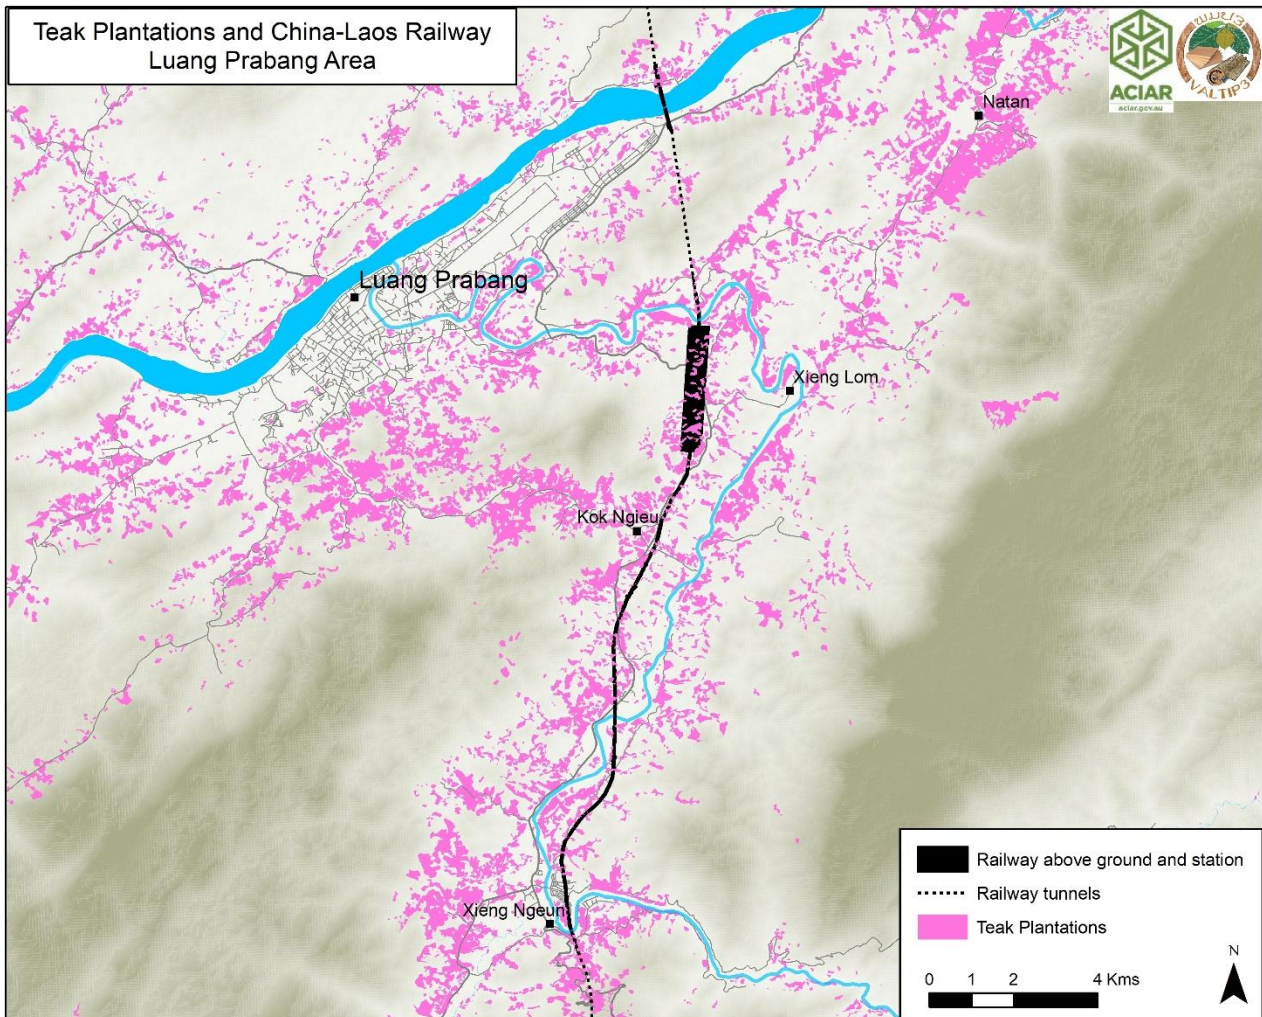 Teak Plantations and China-Laos Railway
Luang Prabang Area
ACIAR
aciar.gov.au
VALTIP3
Natan
Luang Prabang
Xieng Lom
Kok Ngieu
Xieng Ngeun
Railway above ground and station
Railway tunnels
Teak Plantations
0 1 2 4 Kms
N